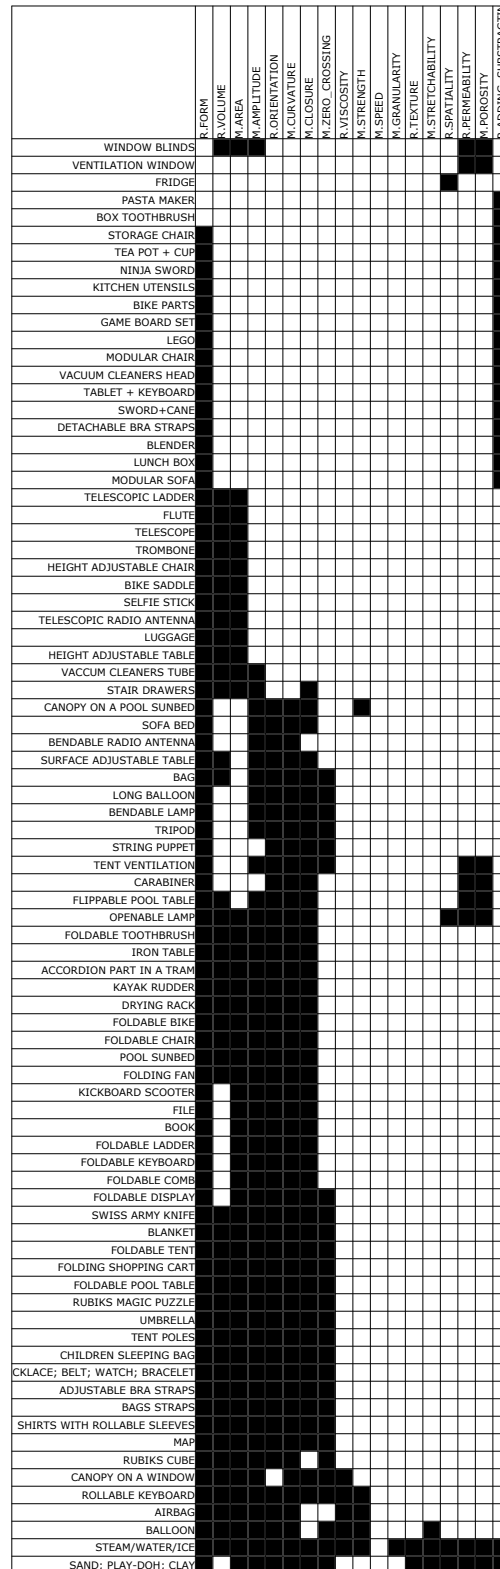 R.FORM
R.VOLUME
M.AREA
M.AMPLITUDE
R.ORIENTATION
M.CURVATURE
M.CLOSURE
M.ZERO_CROSSING
R.VISCOSITY
M.STRENGTH
M.SPEED
M.GRANULARITY
R.TEXTURE
M.STRETCHABILITY
R.SPATIALITY
R.PERMEABILITY
M.POROSITY
WINDOW BLINDS
VENTILATION WINDOW
FRIDGE
PASTA MAKER
BOX TOOTHBRUSH
STORAGE CHAIR
TEA POT + CUP
NINJA SWORD
KITCHEN UTENSILS
BIKE PARTS
GAME BOARD SET
LEGO
MODULAR CHAIR
VACUUM CLEANERS HEAD
TABLET + KEYBOARD
SWORD+CANE
DETACHABLE BRA STRAPS
BLENDER
LUNCH BOX
MODULAR SOFA
TELESCOPIC LADDER
FLUTE
TELESCOPE
TROMBONE
HEIGHT ADJUSTABLE CHAIR
BIKE SADDLE
SELFIE STICK
TELESCOPIC RADIO ANTENNA
LUGGAGE
HEIGHT ADJUSTABLE TABLE
VACCUM CLEANERS TUBE
STAIR DRAWERS
CANOPY ON A POOL SUNBED
SOFA BED
BENDABLE RADIO ANTENNA
SURFACE ADJUSTABLE TABLE
BAG
LONG BALLOON
BENDABLE LAMP
TRIPOD
STRING PUPPET
TENT VENTILATION
CARABINER
FLIPPABLE POOL TABLE
OPENABLE LAMP
FOLDABLE TOOTHBRUSH
IRON TABLE
ACCORDION PART IN A TRAM
KAYAK RUDDER
DRYING RACK
FOLDABLE BIKE
FOLDABLE CHAIR
POOL SUNBED
FOLDING FAN
KICKBOARD SCOOTER
FILE
BOOK
FOLDABLE LADDER
FOLDABLE KEYBOARD
FOLDABLE COMB
FOLDABLE DISPLAY
SWISS ARMY KNIFE
BLANKET
FOLDABLE TENT
FOLDING SHOPPING CART
FOLDABLE POOL TABLE
RUBIKS MAGIC PUZZLE
UMBRELLA
TENT POLES
CHILDREN SLEEPING BAG
CKLACE; BELT; WATCH; BRACELET
ADJUSTABLE BRA STRAPS
BAGS STRAPS
SHIRTS WITH ROLLABLE SLEEVES
MAP
RUBIKS CUBE
CANOPY ON A WINDOW
ROLLABLE KEYBOARD
AIRBAG
BALLOON
STEAM/WATER/ICE
SAND; PLAY-DOH; CLAY